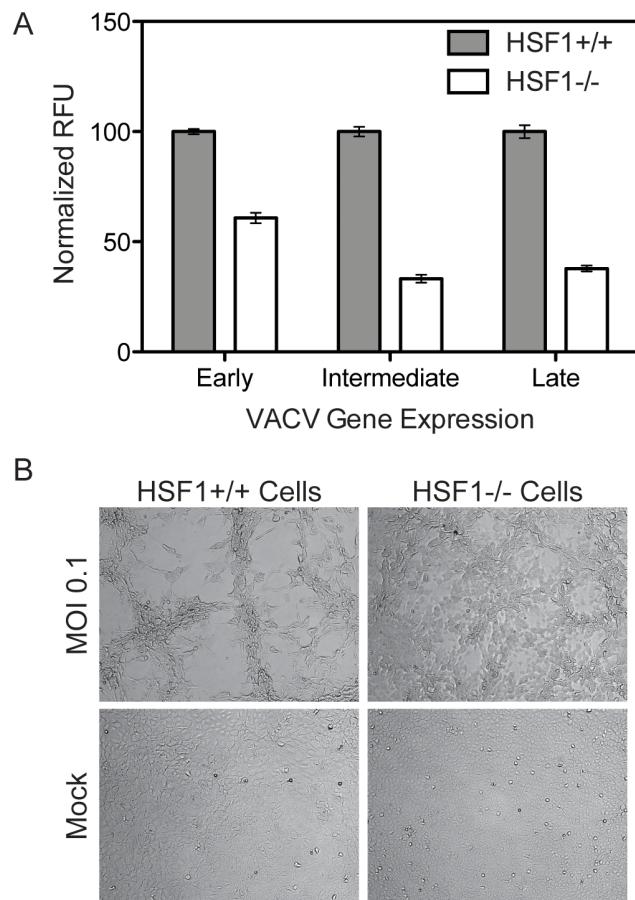 A
150
100
50
0
Normalized RFU
HSF1+/+
HSF1-/-
Early Intermediate Late
VACV Gene Expression
B
HSF1+/+ Cells HSF1-/- Cells
MOI 0.1
Mock